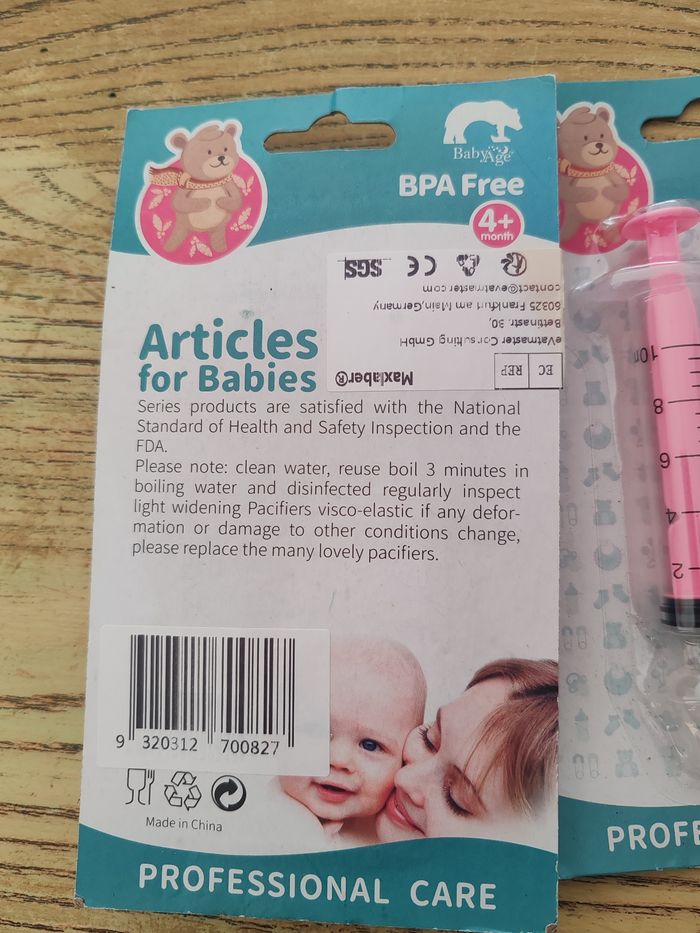 BabyAge
BPA Free
4+
month
SGS CE
contact@evatmaster.com
60325 Frankfurt am Main,Germany
Bettinastr. 30,
eVatmaster Consulting GmbH
EC REP
Maxlaber®
Articles
for Babies
Series products are satisfied with the National
Standard of Health and Safety Inspection and the
FDA.
Please note: clean water, reuse boil 3 minutes in
boiling water and disinfected regularly inspect
light widening Pacifiers visco-elastic if any defor-
mation or damage to other conditions change,
please replace the many lovely pacifiers.
9 320312 700827
Made in China
PROFESSIONAL CARE
10
8
6
4
2
PROFE